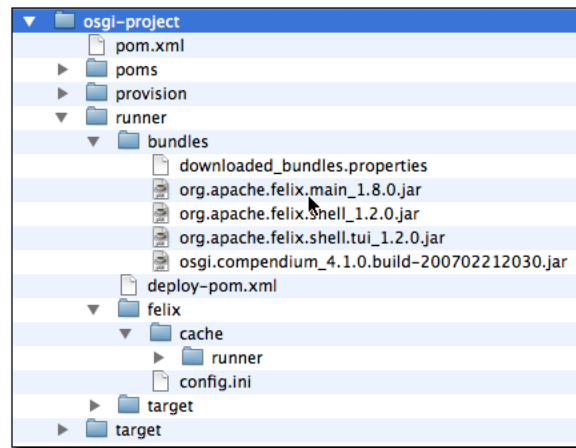 osgi-project
pom.xml
poms
provision
runner
bundles
downloaded_bundles.properties
org.apache.felix.main_1.8.0.jar
org.apache.felix.shell_1.2.0.jar
org.apache.felix.shell.tui_1.2.0.jar
osgi.compendium_4.1.0.build-200702212030.jar
deploy-pom.xml
felix
cache
runner
config.ini
target
target